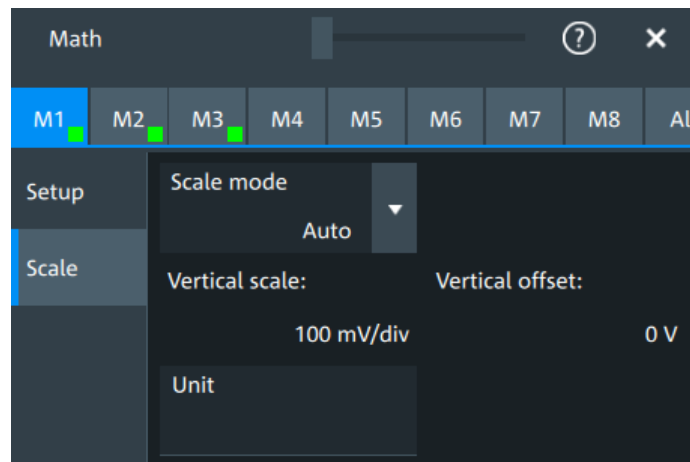 Math
?
M1 M2 M3 M4 M5 M6 M7 M8
Setup
Scale mode
Auto
Scale
Vertical scale: Vertical offset:
100 mV/div 0 V
Unit